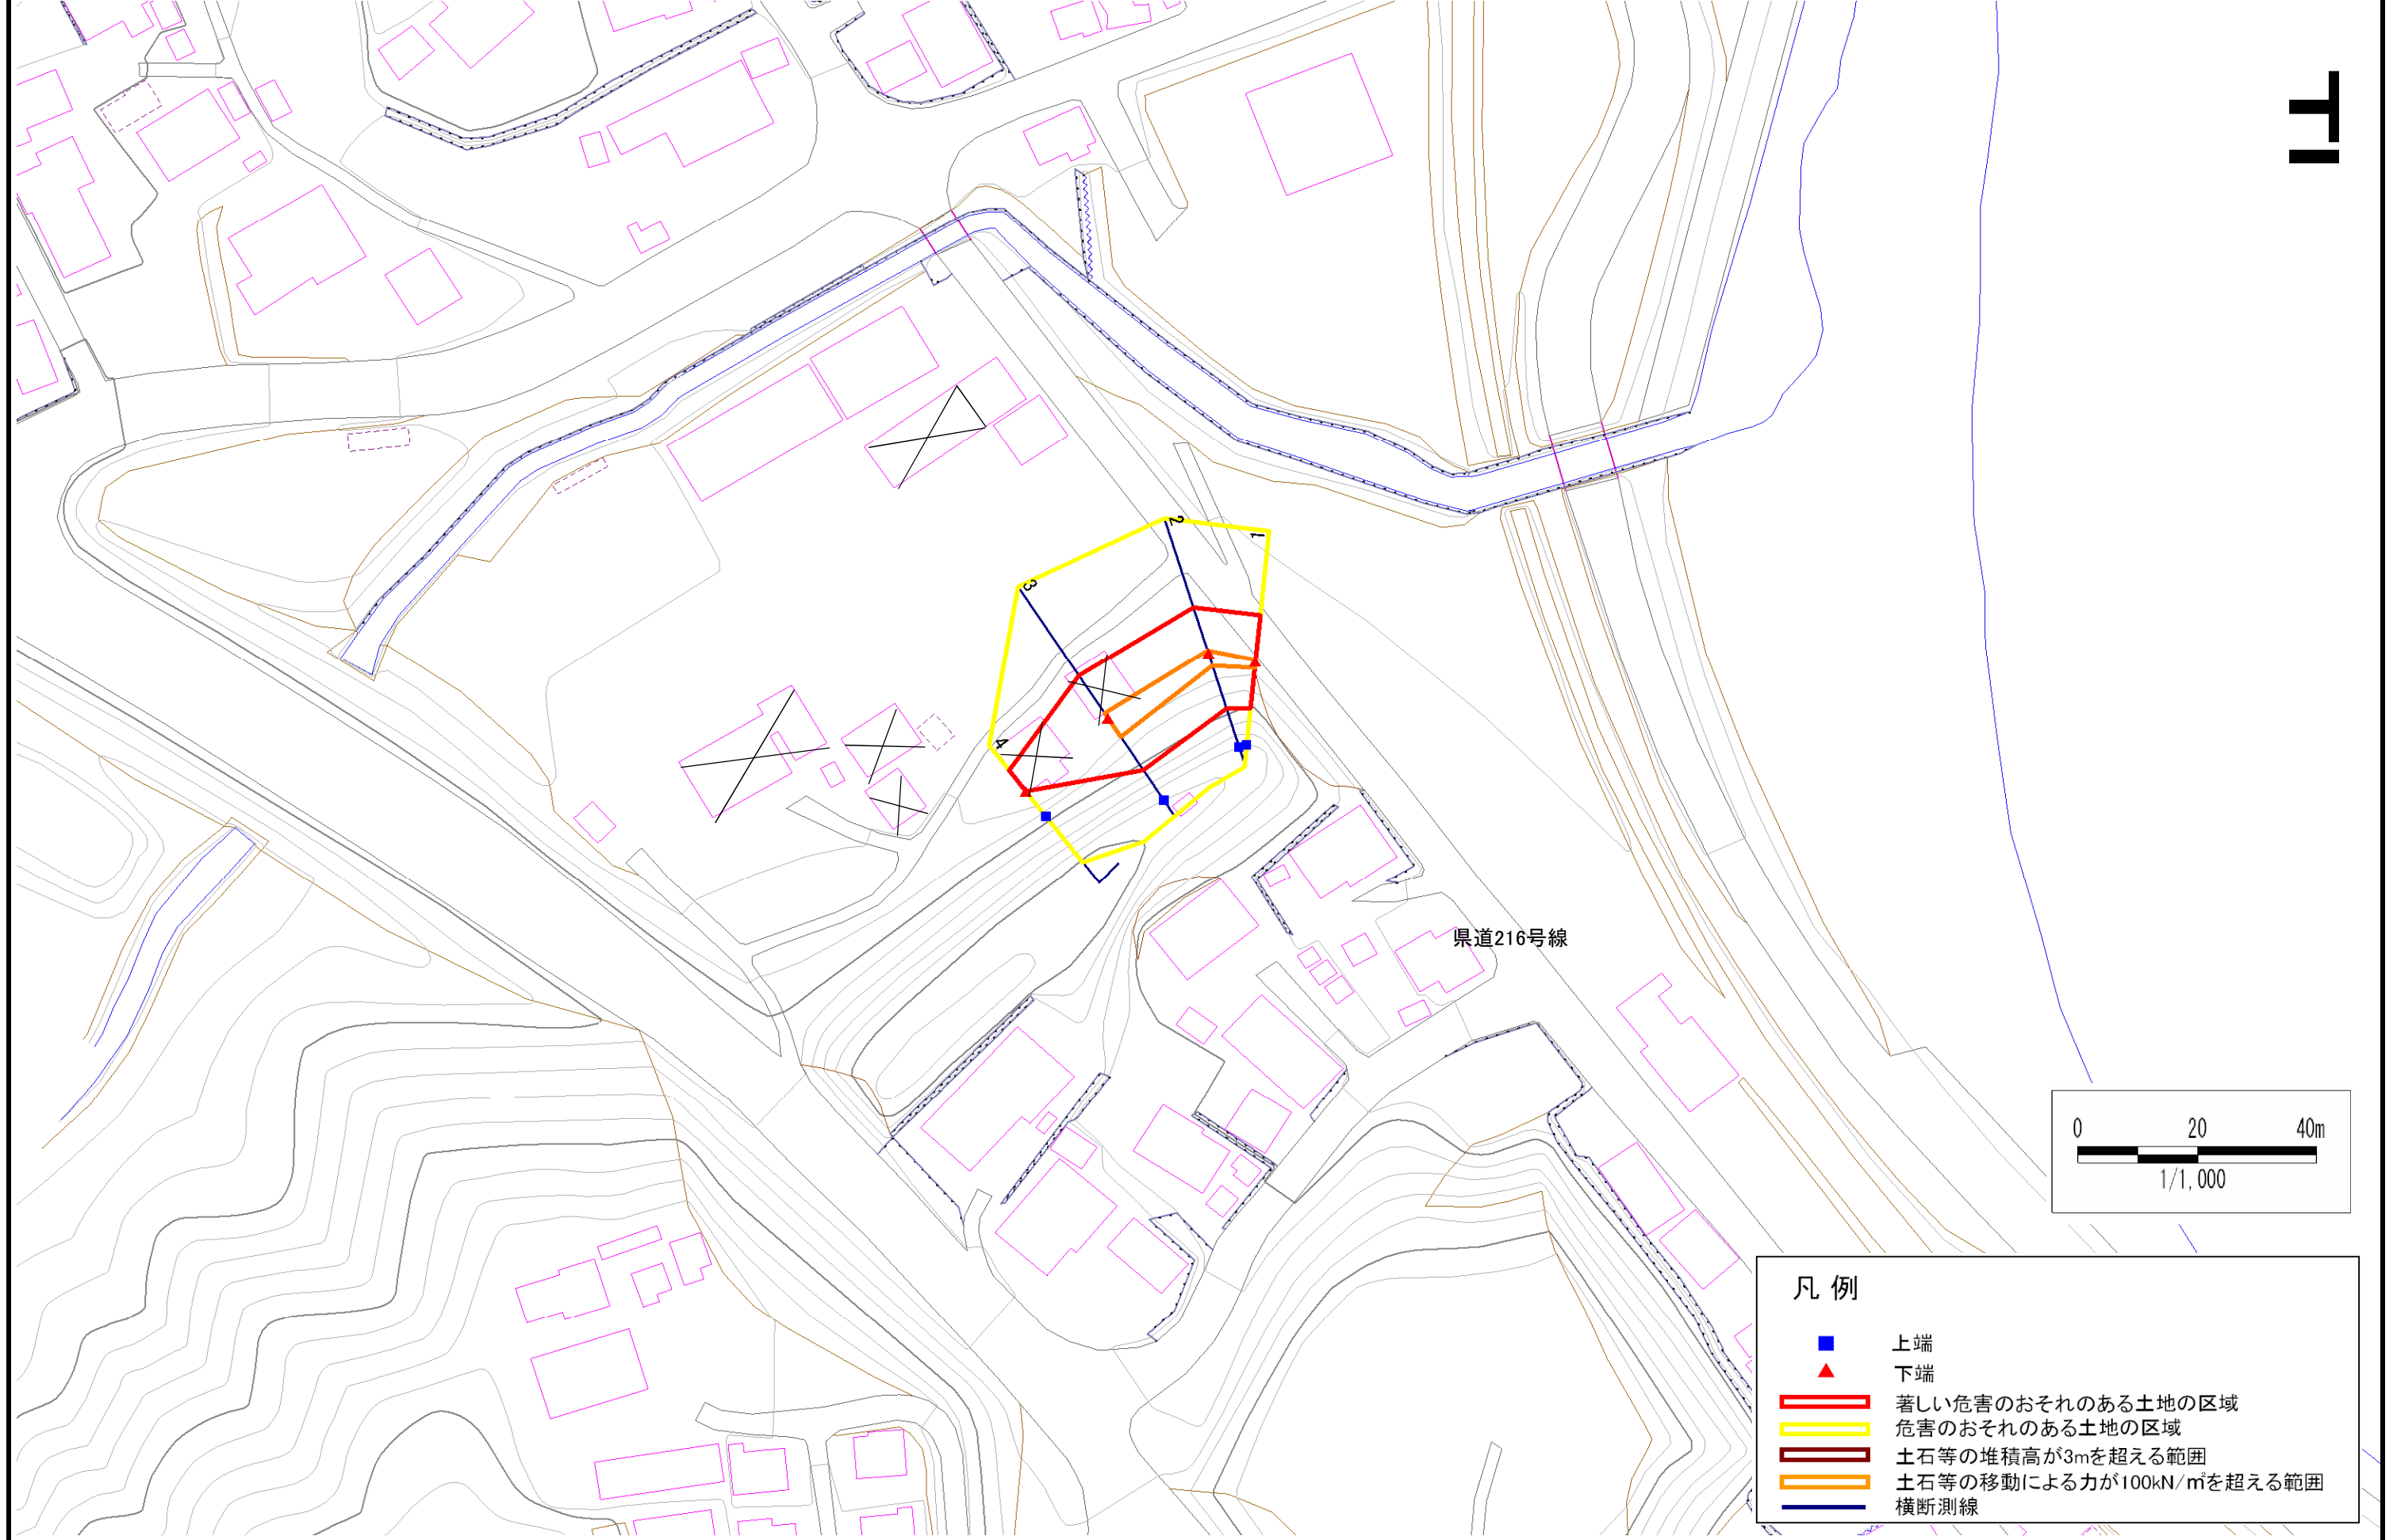 2
1
3
4
県道216号線
0 20 40m
1/1,000
凡 例
上端
下端
著しい危害のおそれのある土地の区域
危害のおそれのある土地の区域
土石等の堆積高が3mを超える範囲
土石等の移動による力が100kN/㎡を超える範囲
横断測線